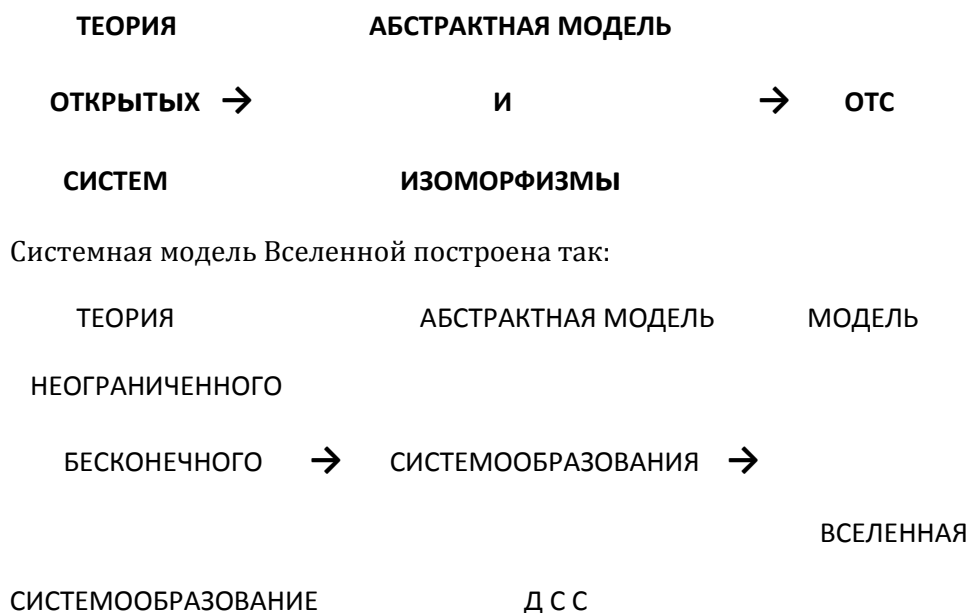 ТЕОРИЯ АБСТРАКТНАЯ МОДЕЛЬ
ОТКРЫТЫХ → И → ОТС
СИСТЕМ ИЗОМОРФИЗМЫ
Системная модель Вселенной построена так:
ТЕОРИЯ АБСТРАКТНАЯ МОДЕЛЬ МОДЕЛЬ
НЕОГРАНИЧЕННОГО
БЕСКОНЕЧНОГО → СИСТЕМООБРАЗОВАНИЯ →
ВСЕЛЕННАЯ
СИСТЕМООБРАЗОВАНИЕ Д С С